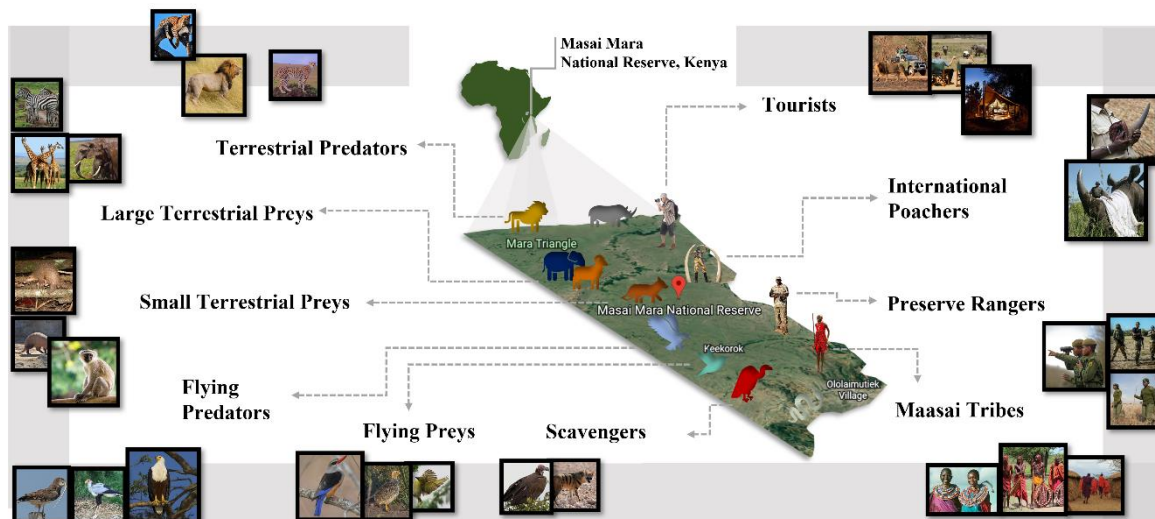 Masai Mara
National Reserve, Kenya
Tourists
Terrestrial Predators
International
Poachers
Large Terrestrial Preys
Mara Triangle
Small Terrestrial Preys
Masai Mara National Reserve
Preserve Rangers
Keekorok
Ololaimutiek
Village
Flying
Predators
Maasai Tribes
Flying Preys
Scavengers